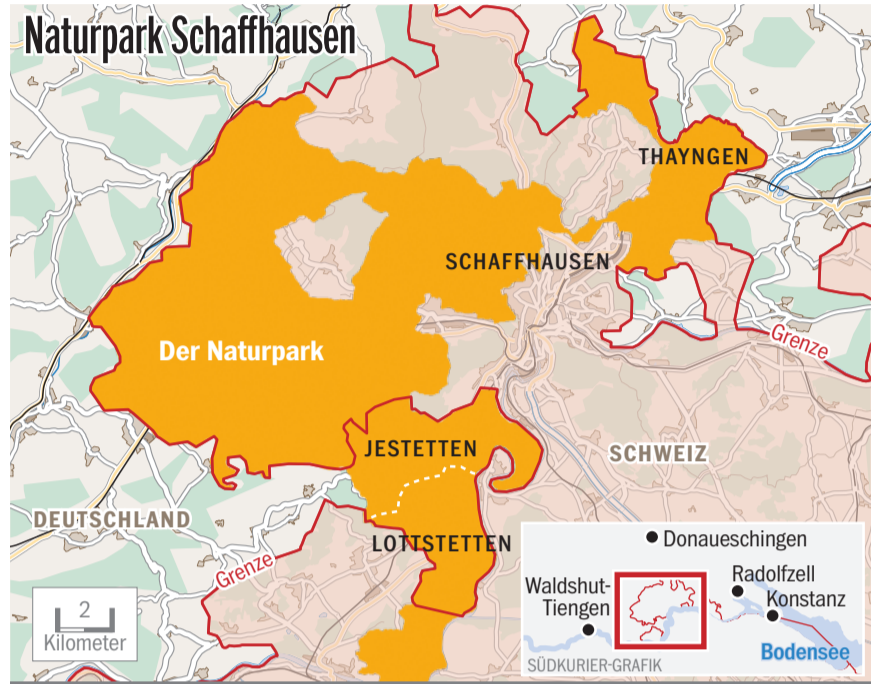 Naturpark Schaffhausen
THAYNGEN
SCHAFFHAUSEN
Grenze
Der Naturpark
JESTETTEN
SCHWEIZ
DEUTSCHLAND
LOTTSTETTEN
Grenze
2
Kilometer
Donaueschingen
Waldshut-
Tiengen
Radolfzell
Konstanz
Bodensee
SÜDKURIER-GRAFIK